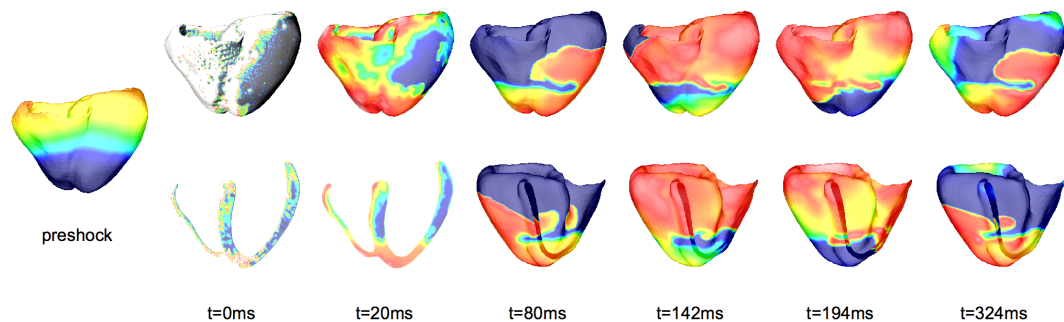 preshock
t=0ms
t=20ms
t=80ms
t=142ms
t=194ms
t=324ms